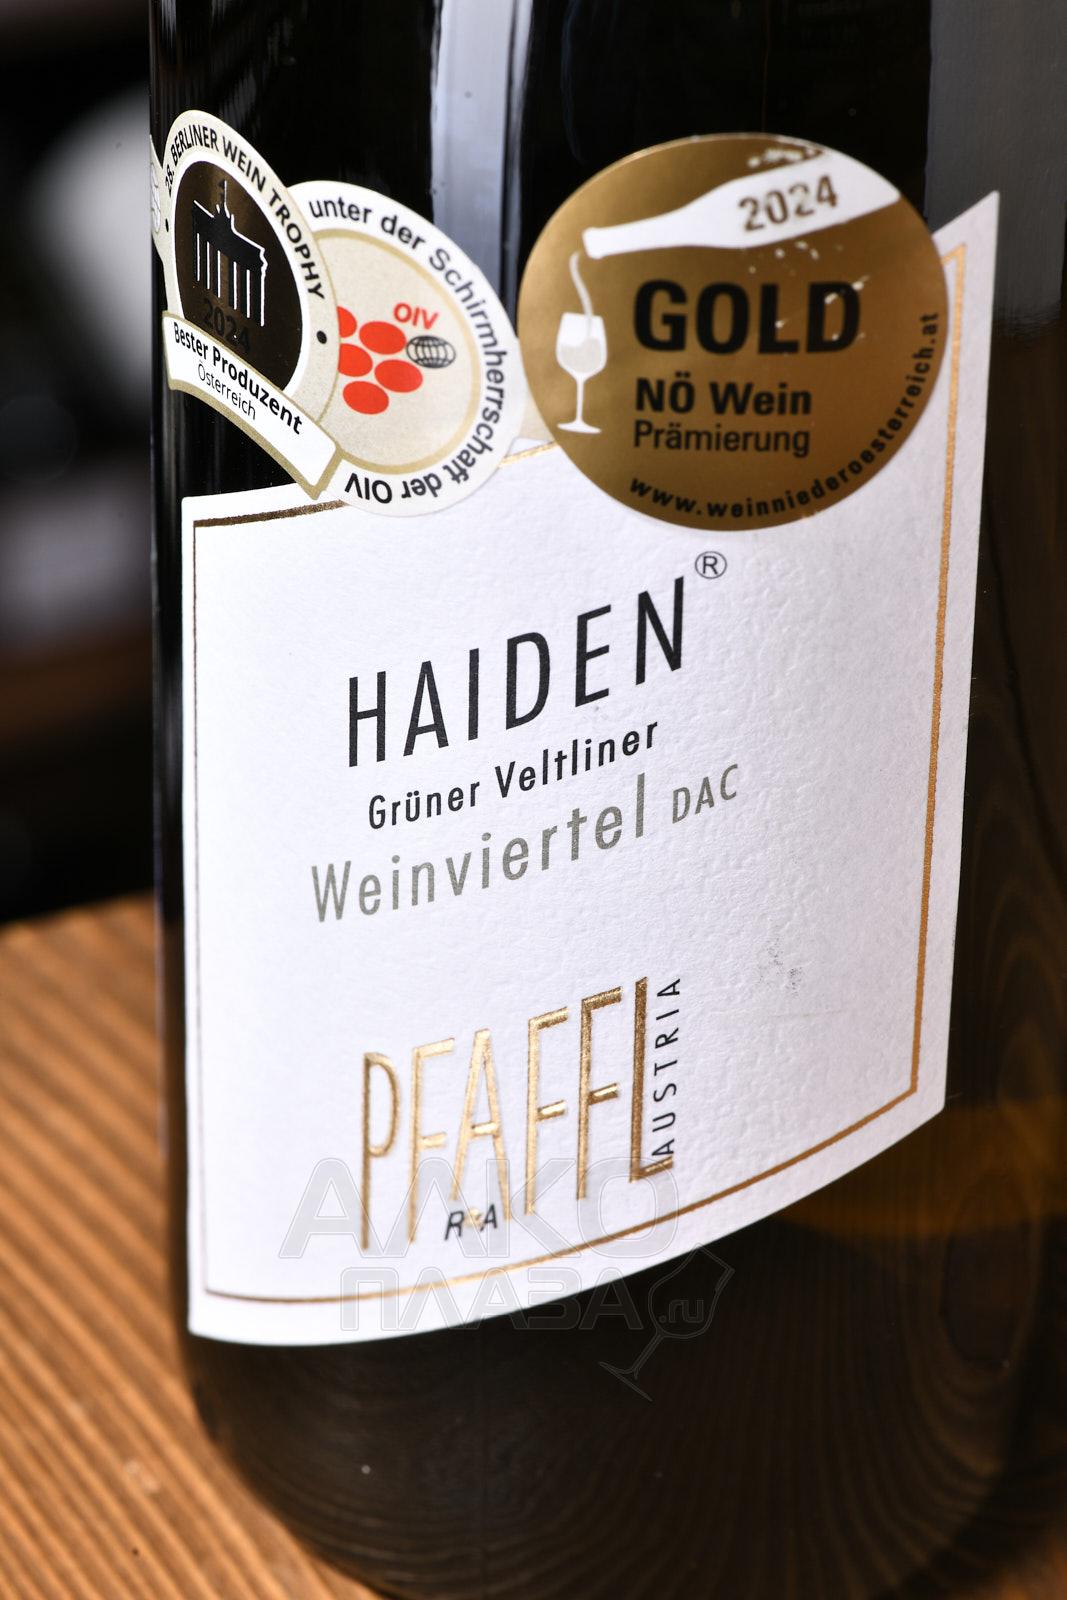 28. BERLINER WEIN TROPHY
2024
Bester Produzent
Österreich
unter der Schirmherrschaft der OIV
OIV
2024
GOLD
NÖ Wein
Prämierung
www.weinniederoesterreich.at
HAIDEN®
Grüner Veltliner
Weinviertel DAC
PFAFFL
AUSTRIA
R+A
АЛКО
ПЛАЗА.ru